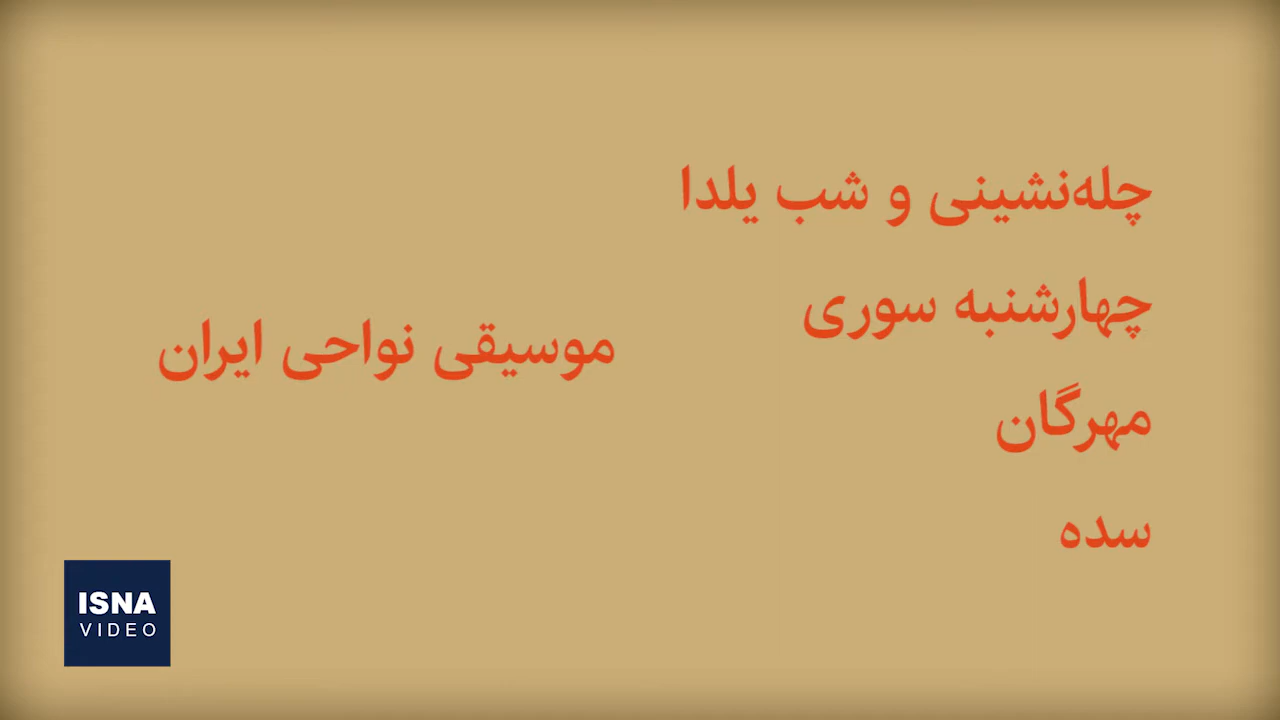 چله‌نشینی و شب یلدا
چهارشنبه سوری
مهرگان
سده
موسیقی نواحی ایران
ISNA
VIDEO